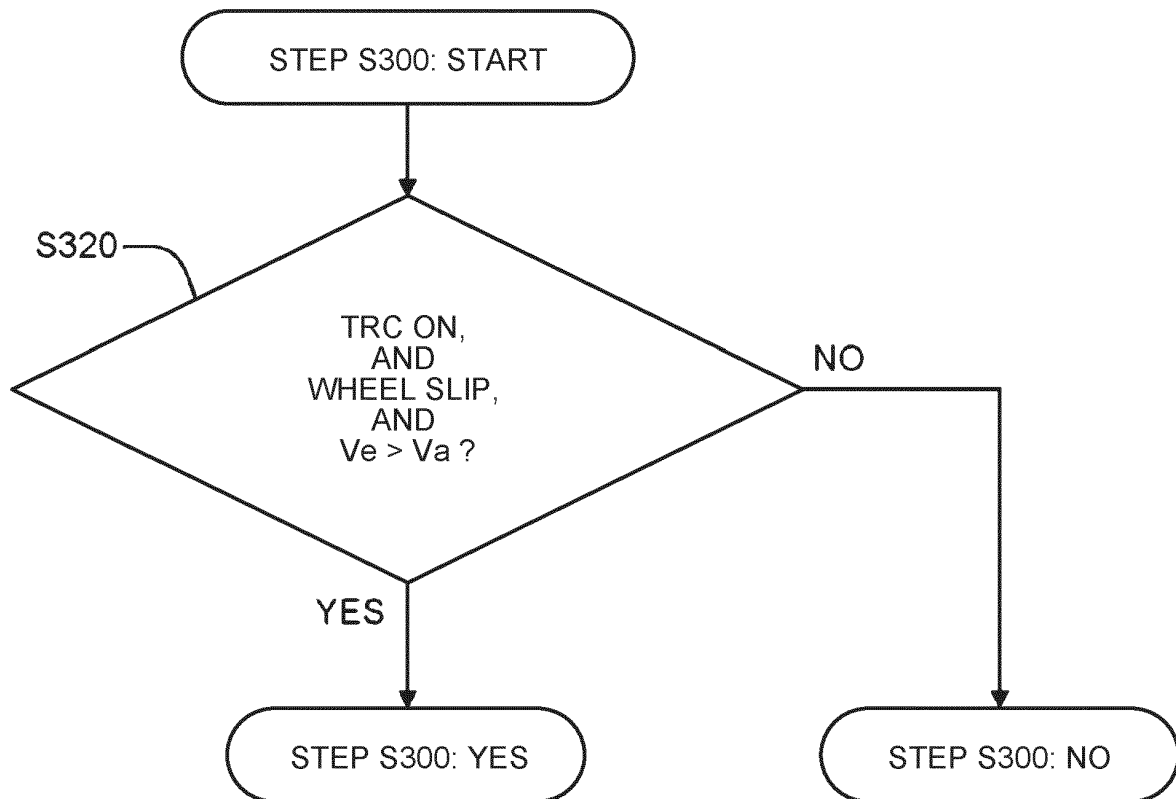 STEP S300: START
S320
TRC ON,
AND
WHEEL SLIP,
AND
Ve > Va ?
NO
YES
STEP S300: YES
STEP S300: NO